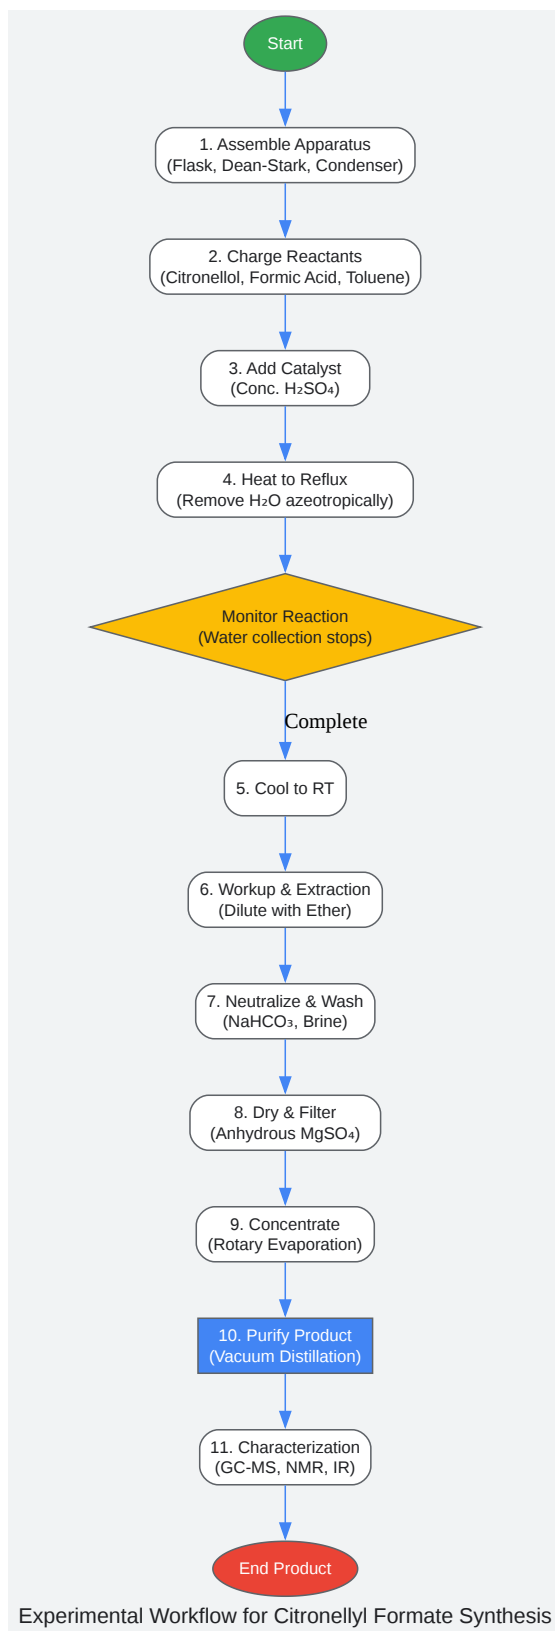 Start
1. Assemble Apparatus
(Flask, Dean-Stark, Condenser)
2. Charge Reactants
(Citronellol, Formic Acid, Toluene)
3. Add Catalyst
(Conc. H₂SO₄)
4. Heat to Reflux
(Remove H₂O azeotropically)
Monitor Reaction
(Water collection stops)
Complete
5. Cool to RT
6. Workup & Extraction
(Dilute with Ether)
7. Neutralize & Wash
(NaHCO₃, Brine)
8. Dry & Filter
(Anhydrous MgSO₄)
9. Concentrate
(Rotary Evaporation)
10. Purify Product
(Vacuum Distillation)
11. Characterization
(GC-MS, NMR, IR)
End Product
Experimental Workflow for Citronellyl Formate Synthesis